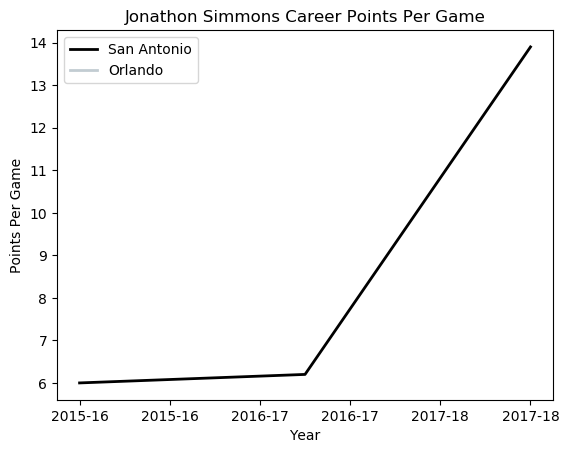 Jonathon Simmons Career Points Per Game
San Antonio
Orlando
14
13
12
11
10
9
8
7
6
Points Per Game
2015-16 2015-16 2016-17 2016-17 2017-18 2017-18
Year